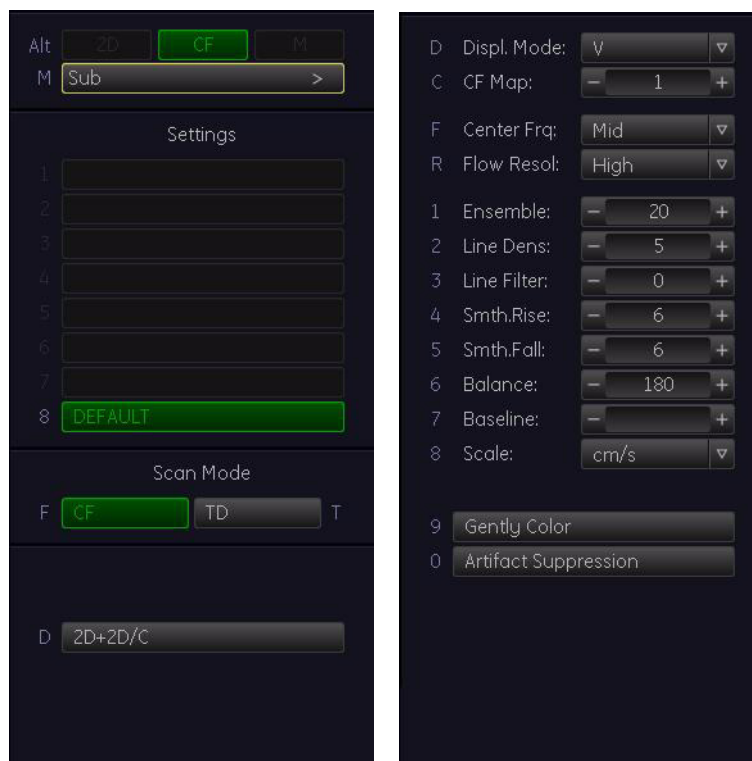 Alt 2D CF M
M Sub >
Settings
1
2
3
4
5
6
7
8 DEFAULT
Scan Mode
F CF TD T
D 2D+2D/C
D Displ. Mode: V
C CF Map: − 1 +
F Center Frq: Mid
R Flow Resol: High
1 Ensemble: − 20 +
2 Line Dens: − 5 +
3 Line Filter: − 0 +
4 Smth.Rise: − 6 +
5 Smth.Fall: − 6 +
6 Balance: − 180 +
7 Baseline: − +
8 Scale: cm/s
9 Gently Color
0 Artifact Suppression